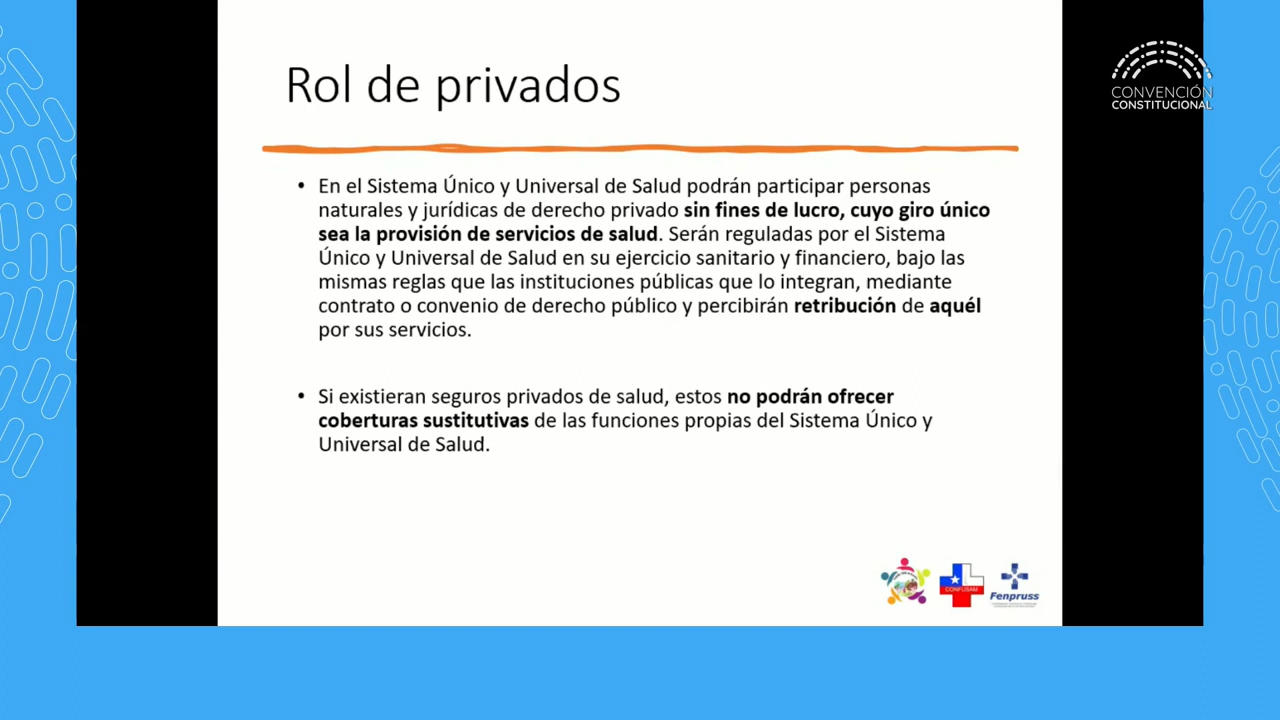 Rol de privados
CONVENCIÓN
CONSTITUCIONAL
• En el Sistema Único y Universal de Salud podrán participar personas
naturales y jurídicas de derecho privado sin fines de lucro, cuyo giro único
sea la provisión de servicios de salud. Serán reguladas por el Sistema
Único y Universal de Salud en su ejercicio sanitario y financiero, bajo las
mismas reglas que las instituciones públicas que lo integran, mediante
contrato o convenio de derecho público y percibirán retribución de aquél
por sus servicios.
• Si existieran seguros privados de salud, estos no podrán ofrecer
coberturas sustitutivas de las funciones propias del Sistema Único y
Universal de Salud.
CONFUSAM
Fenpruss